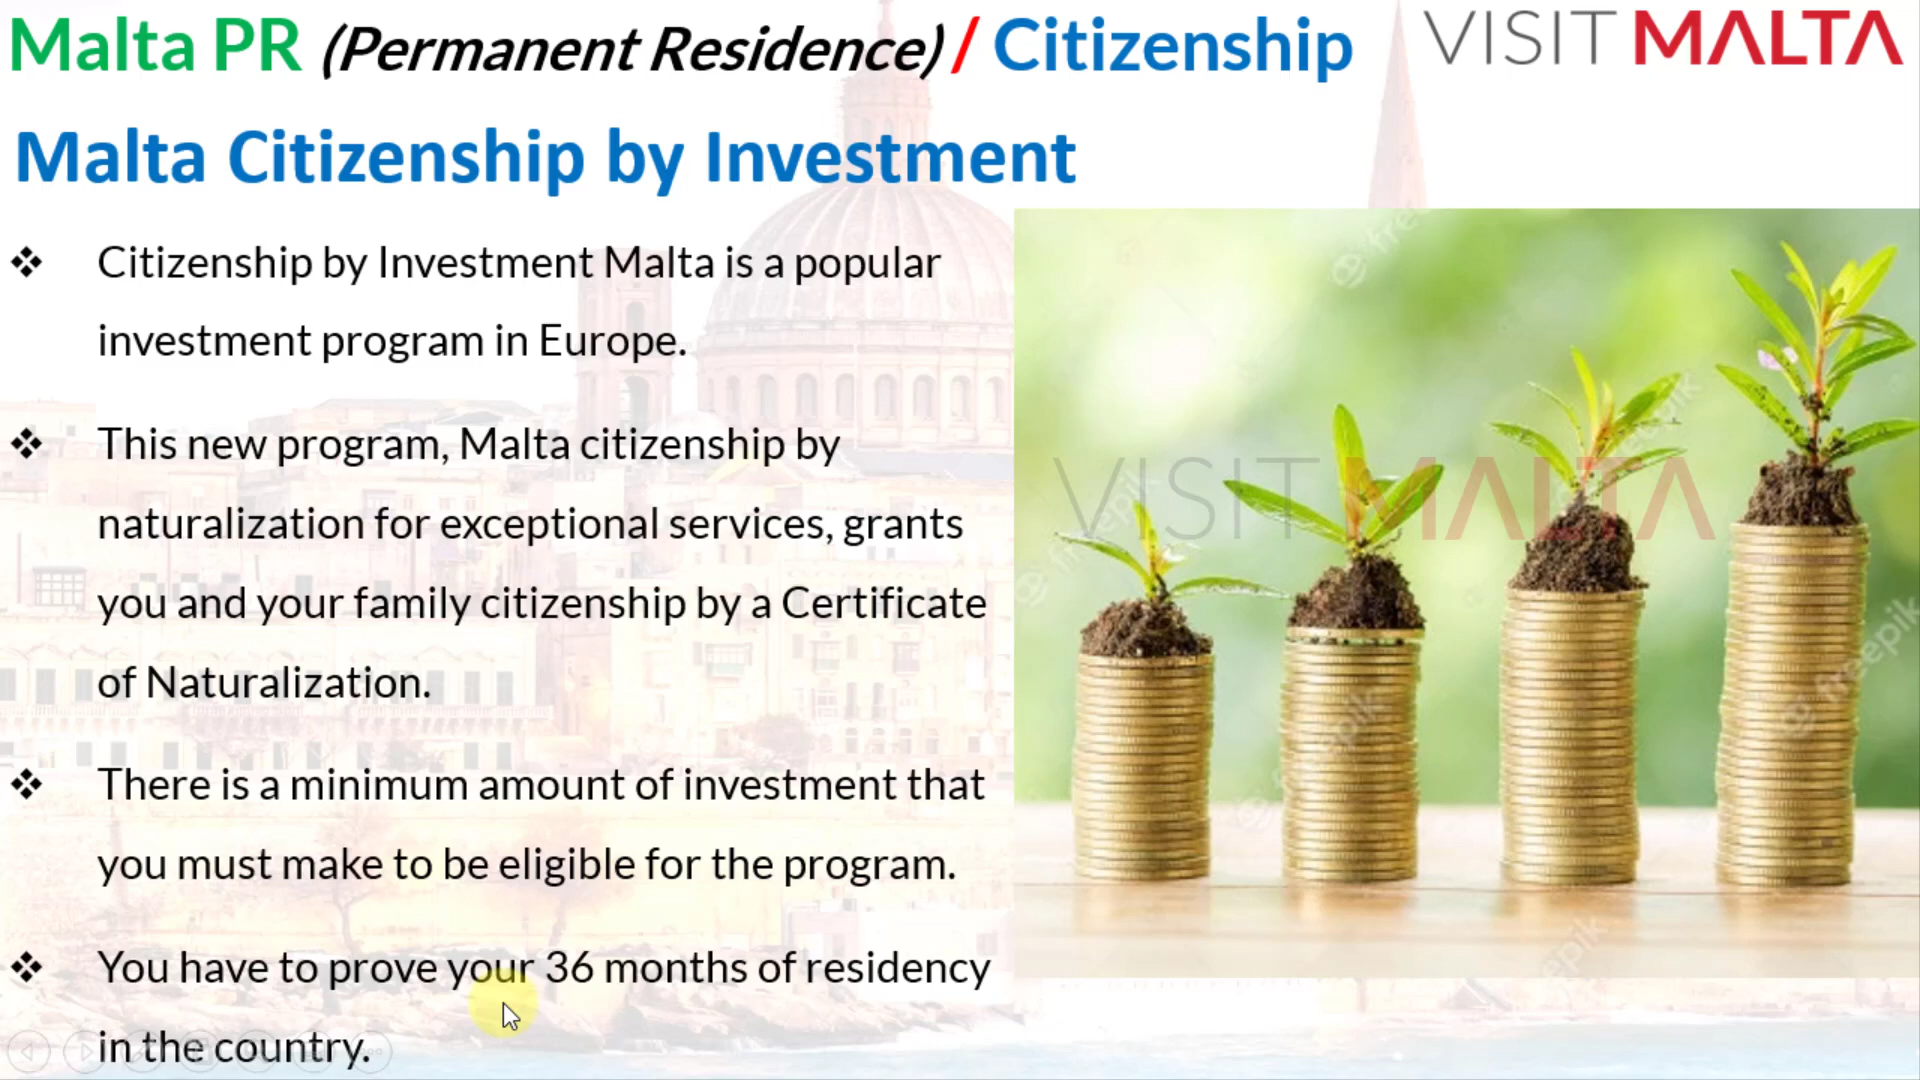 Malta PR (Permanent Residence) / Citizenship
VISIT MALTA
Malta Citizenship by Investment
❖ Citizenship by Investment Malta is a popular
investment program in Europe.
❖ This new program, Malta citizenship by
naturalization for exceptional services, grants
you and your family citizenship by a Certificate
of Naturalization.
❖ There is a minimum amount of investment that
you must make to be eligible for the program.
❖ You have to prove your 36 months of residency
in the country.
VISIT MALTA
freepik